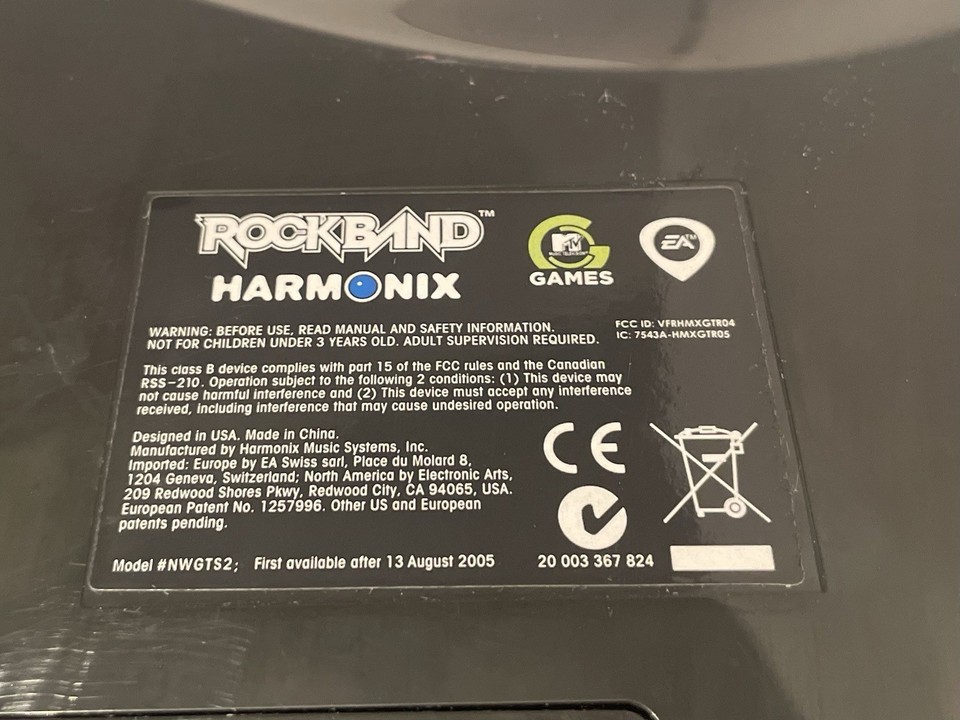 ROCKBAND™
HARMONIX
MTV
MUSIC TELEVISION
GAMES
EA™
WARNING: BEFORE USE, READ MANUAL AND SAFETY INFORMATION.
NOT FOR CHILDREN UNDER 3 YEARS OLD. ADULT SUPERVISION REQUIRED.
FCC ID: VFRHMXGTR04
IC: 7543A-HMXGTR05
This class B device complies with part 15 of the FCC rules and the Canadian
RSS-210. Operation subject to the following 2 conditions: (1) This device may
not cause harmful interference and (2) This device must accept any interference
received, including interference that may cause undesired operation.
Designed in USA. Made in China.
Manufactured by Harmonix Music Systems, Inc.
Imported: Europe by EA Swiss sarl, Place du Molard 8,
1204 Geneva, Switzerland; North America by Electronic Arts,
209 Redwood Shores Pkwy, Redwood City, CA 94065, USA.
European Patent No. 1257996. Other US and European
patents pending.
CE
Model #NWGTS2; First available after 13 August 2005
20 003 367 824